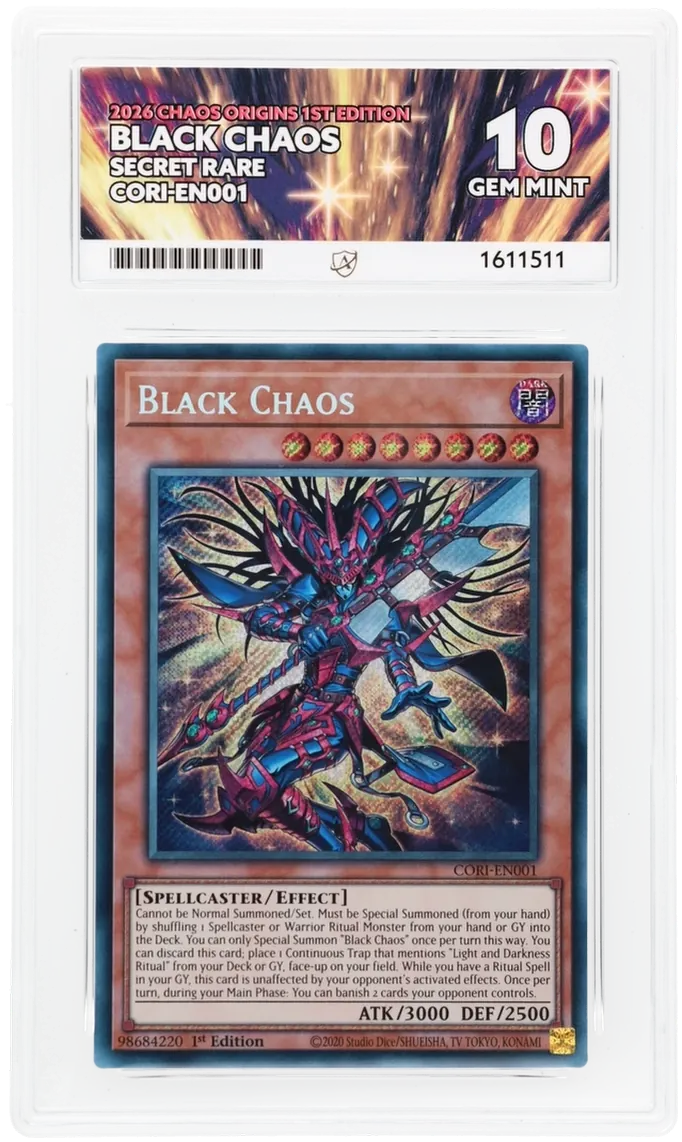 2026 CHAOS ORIGINS 1ST EDITION
BLACK CHAOS
SECRET RARE
CORI-EN001
10
GEM MINT
1611511
BLACK CHAOS
DARK
闇
CORI-EN001
[SPELLCASTER/EFFECT]
Cannot be Normal Summoned/Set. Must be Special Summoned (from your hand)
by shuffling 1 Spellcaster or Warrior Ritual Monster from your hand or GY into
the Deck. You can only Special Summon "Black Chaos" once per turn this way. You
can discard this card; place 1 Continuous Trap that mentions "Light and Darkness
Ritual" from your Deck or GY, face-up on your field. While you have a Ritual Spell
in your GY, this card is unaffected by your opponent's activated effects. Once per
turn, during your Main Phase: You can banish 2 cards your opponent controls.
ATK/3000 DEF/2500
98684220 1st Edition ©2020 Studio Dice/SHUEISHA, TV TOKYO, KONAMI